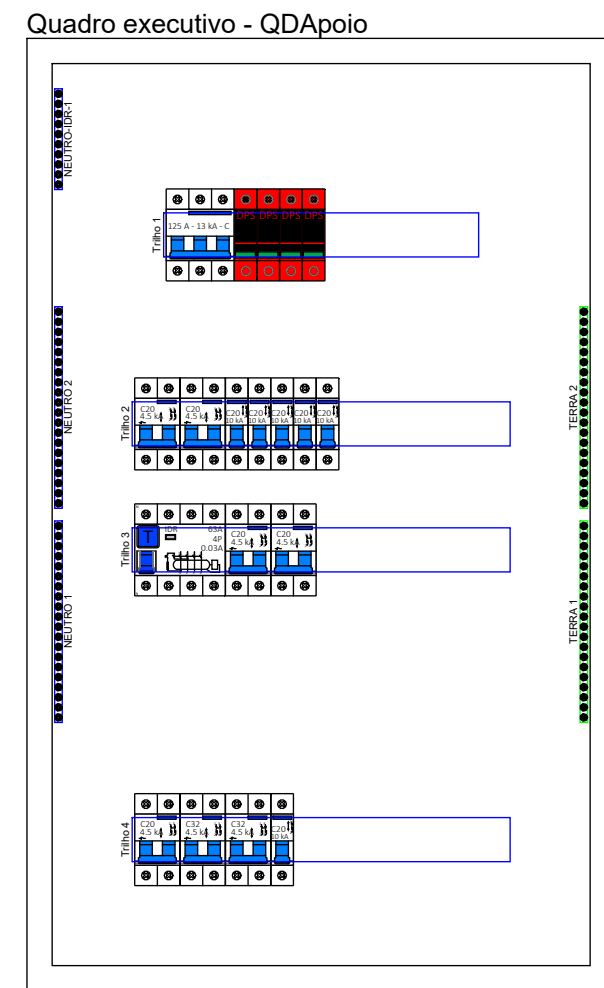 Quadro executivo - QDApoio
NEUTRO-IDR-1
Trilho 1
125 A - 13 kA - C
DPS DPS DPS DPS
NEUTRO 2
Trilho 2
C20
4.5 kA
C20
4.5 kA
C20
10 kA
C20
10 kA
C20
10 kA
C20
10 kA
C20
10 kA
TERRA 2
NEUTRO 1
Trilho 3
T
IDR
63A
4P
0.03A
C20
4.5 kA
C20
4.5 kA
TERRA 1
Trilho 4
C20
4.5 kA
C32
4.5 kA
C32
4.5 kA
C20
10 kA